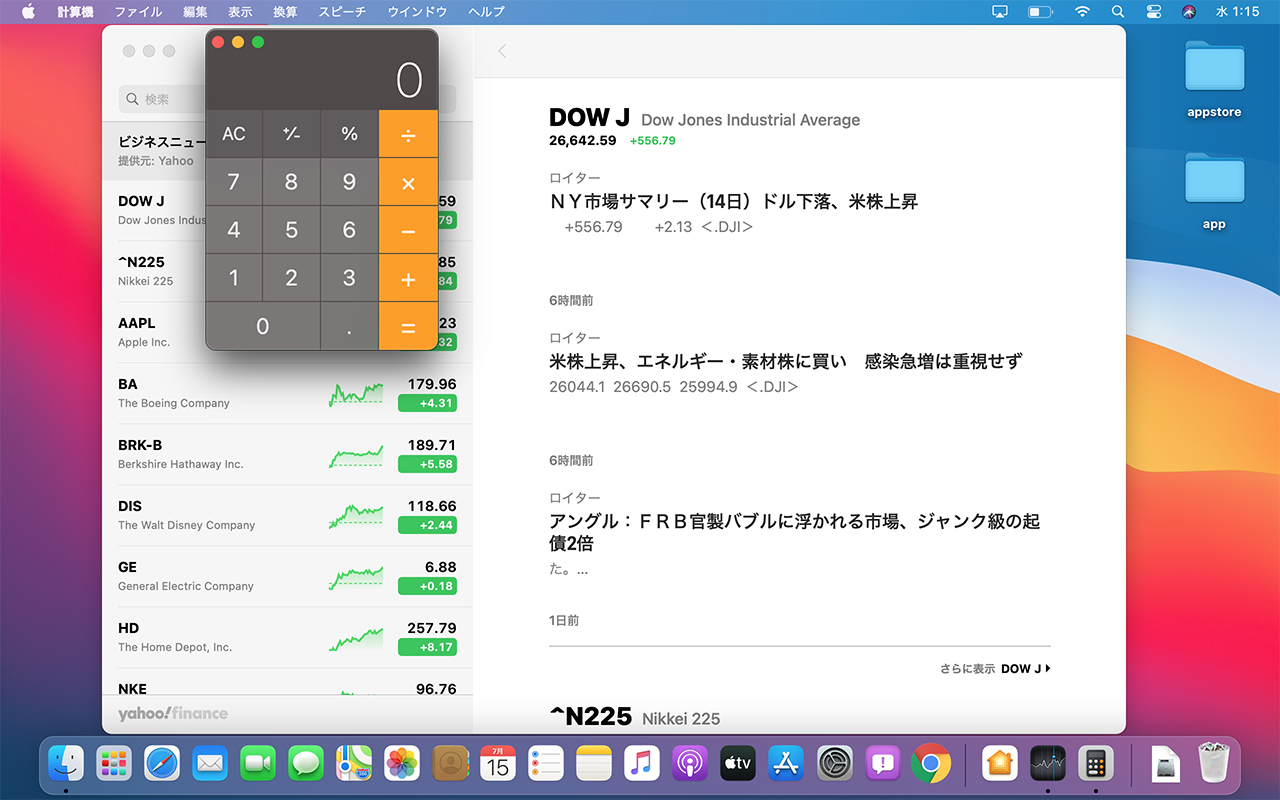 計算機 ファイル 編集 表示 換算 スピーチ ウインドウ ヘルプ 水 1:15
0
AC +/- % ÷
7 8 9 ×
4 5 6 −
1 2 3 +
0 . =
検索
ビジネスニュー
提供元: Yahoo
DOW J 59
Dow Jones Indus 79
^N225 85
Nikkei 225 84
AAPL 23
Apple Inc. 32
BA 179.96
The Boeing Company +4.31
BRK-B 189.71
Berkshire Hathaway Inc. +5.58
DIS 118.66
The Walt Disney Company +2.44
GE 6.88
General Electric Company +0.18
HD 257.79
The Home Depot, Inc. +8.17
NKE 96.76
yahoo!finance
DOW J Dow Jones Industrial Average
26,642.59 +556.79
ロイター
ＮＹ市場サマリー（14日）ドル下落、米株上昇
+556.79 +2.13 ＜.DJI＞
6時間前
ロイター
米株上昇、エネルギー・素材株に買い　感染急増は重視せず
26044.1 26690.5 25994.9 ＜.DJI＞
6時間前
ロイター
アングル：ＦＲＢ官製バブルに浮かれる市場、ジャンク級の起
債2倍
た。...
1日前
さらに表示 DOW J
^N225 Nikkei 225
appstore
app
7月
15
tv